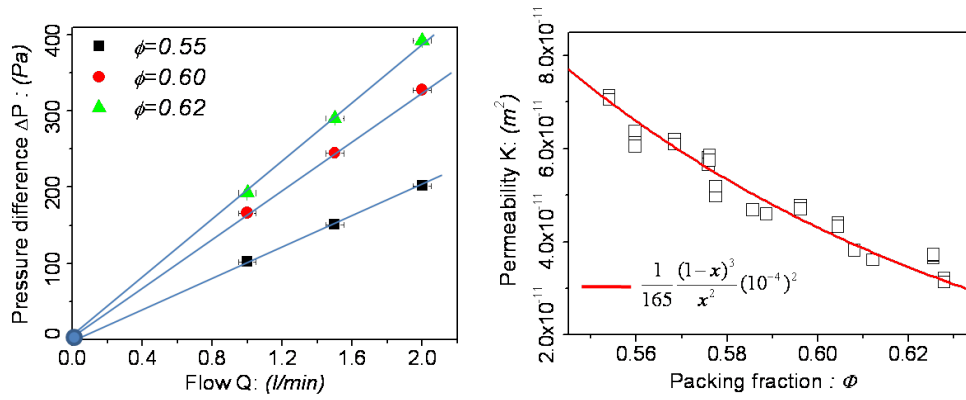 400
300
200
100
0
Pressure difference ΔP : (Pa)
ϕ=0.55
ϕ=0.60
ϕ=0.62
0.0 0.4 0.8 1.2 1.6 2.0
Flow Q: (l/min)
8.0x10⁻¹¹
6.0x10⁻¹¹
4.0x10⁻¹¹
2.0x10⁻¹¹
Permeability K: (m²)
1/165 (1-x)³/x² (10⁻⁴)²
0.56 0.58 0.60 0.62
Packing fraction : Φ